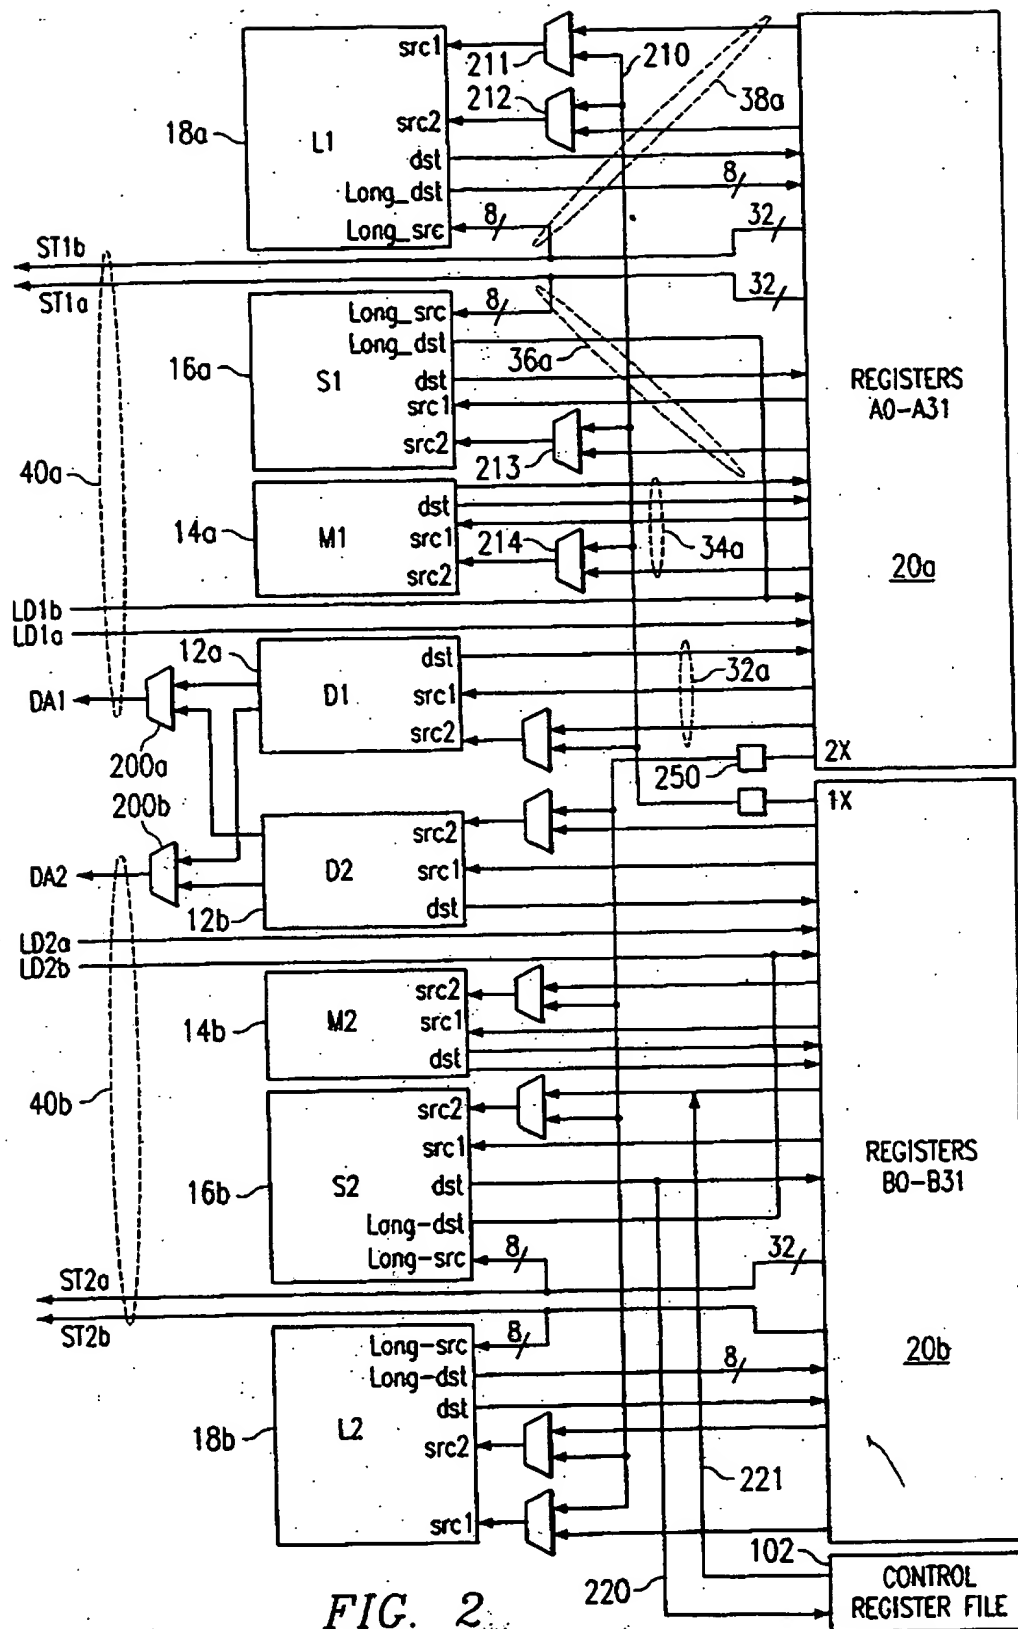 src1
211
210
38a
212
18a
L1
src2
dst
8
Long_dst
8
Long_src
32
ST1b
ST1a
32
8
Long_src
Long_dst
36a
16a
S1
dst
src1
src2
213
REGISTERS
A0-A31
40a
14a
M1
dst
src1
src2
214
34a
20a
LD1b
LD1a
12a
D1
dst
src1
src2
32a
DA1
200a
250
2X
1X
200b
DA2
D2
src2
src1
dst
12b
LD2a
LD2b
14b
M2
src2
src1
dst
40b
16b
S2
src2
src1
dst
Long-dst
Long-src
8
REGISTERS
B0-B31
32
ST2a
ST2b
Long-src
8
Long-dst
8
dst
20b
18b
L2
src2
src1
221
102
220
CONTROL
REGISTER FILE
FIG. 2